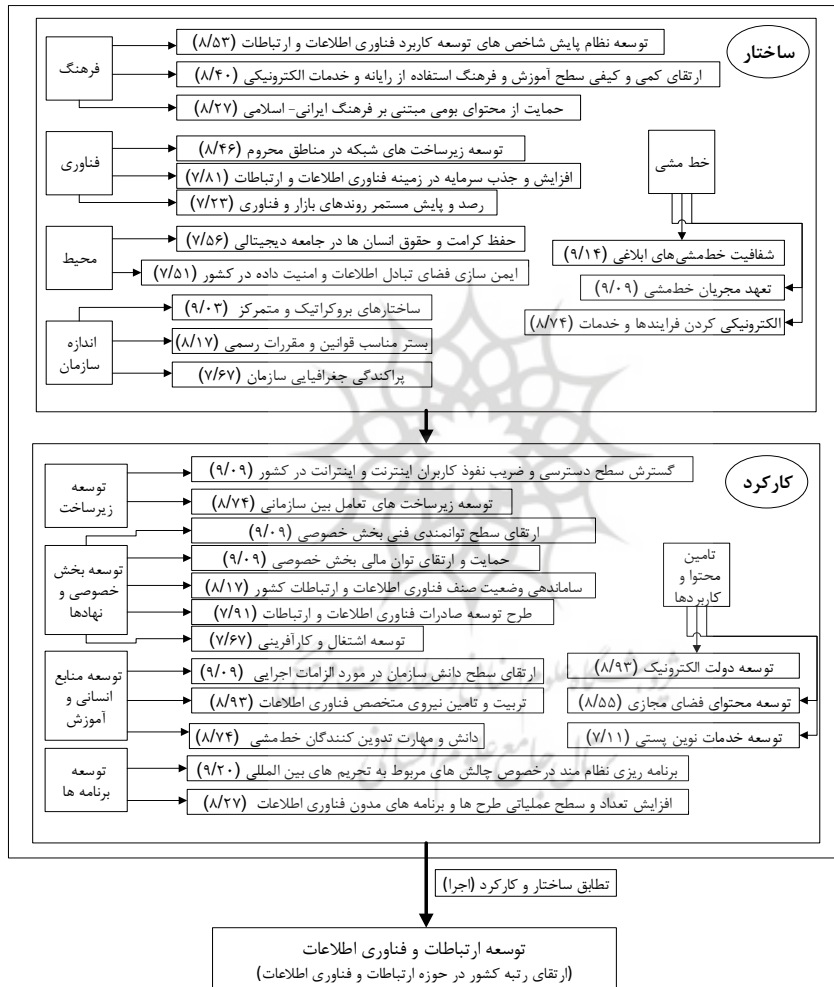 ساختار
فرهنگ
توسعه نظام پایش شاخص های توسعه کاربرد فناوری اطلاعات و ارتباطات (۸/۵۳)
ارتقای کمی و کیفی سطح آموزش و فرهنگ استفاده از رایانه و خدمات الکترونیکی (۸/۴۰)
حمایت از محتوای بومی مبتنی بر فرهنگ ایرانی- اسلامی (۸/۲۷)
فناوری
توسعه زیرساخت های شبکه در مناطق محروم (۸/۴۶)
افزایش و جذب سرمایه در زمینه فناوری اطلاعات و ارتباطات (۷/۸۱)
رصد و پایش مستمر روندهای بازار و فناوری (۷/۲۳)
محیط
حفظ کرامت و حقوق انسان ها در جامعه دیجیتالی (۷/۵۶)
ایمن سازی فضای تبادل اطلاعات و امنیت داده در کشور (۷/۵۱)
اندازه
سازمان
ساختارهای بروکراتیک و متمرکز (۹/۰۳)
بستر مناسب قوانین و مقررات رسمی (۸/۱۷)
پراکندگی جغرافیایی سازمان (۷/۶۷)
خط مشی
شفافیت خط‌مشی‌های ابلاغی (۹/۱۴)
تعهد مجریان خط‌مشی (۹/۰۹)
الکترونیکی کردن فرایندها و خدمات (۸/۷۴)
کارکرد
توسعه
زیرساخت
گسترش سطح دسترسی و ضریب نفوذ کاربران اینترنت و اینترانت در کشور (۹/۰۹)
توسعه زیرساخت های تعامل بین سازمانی (۸/۷۴)
توسعه بخش
خصوصی و
نهادها
ارتقای سطح توانمندی فنی بخش خصوصی (۹/۰۹)
حمایت و ارتقای توان مالی بخش خصوصی (۹/۰۹)
ساماندهی وضعیت صنف فناوری اطلاعات و ارتباطات کشور (۸/۱۷)
طرح توسعه صادرات فناوری اطلاعات و ارتباطات (۷/۹۱)
توسعه اشتغال و کارآفرینی (۷/۶۷)
توسعه منابع
انسانی و
آموزش
ارتقای سطح دانش سازمان در مورد الزامات اجرایی (۹/۰۹)
تربیت و تامین نیروی متخصص فناوری اطلاعات (۸/۹۳)
دانش و مهارت تدوین کنندگان خط‌مشی (۸/۷۴)
توسعه
برنامه ها
برنامه ریزی نظام مند درخصوص چالش های مربوط به تحریم های بین المللی (۹/۲۰)
افزایش تعداد و سطح عملیاتی طرح ها و برنامه های مدون فناوری اطلاعات (۸/۲۷)
تامین
محتوا و
کاربردها
توسعه دولت الکترونیک (۸/۹۳)
توسعه محتوای فضای مجازی (۸/۵۵)
توسعه خدمات نوین پستی (۷/۱۱)
پژوهشگاه علوم انسانی و مطالعات فرهنگی
پرتال جامع علوم انسانی
تطابق ساختار و کارکرد (اجرا)
توسعه ارتباطات و فناوری اطلاعات
(ارتقای رتبه کشور در حوزه ارتباطات و فناوری اطلاعات)